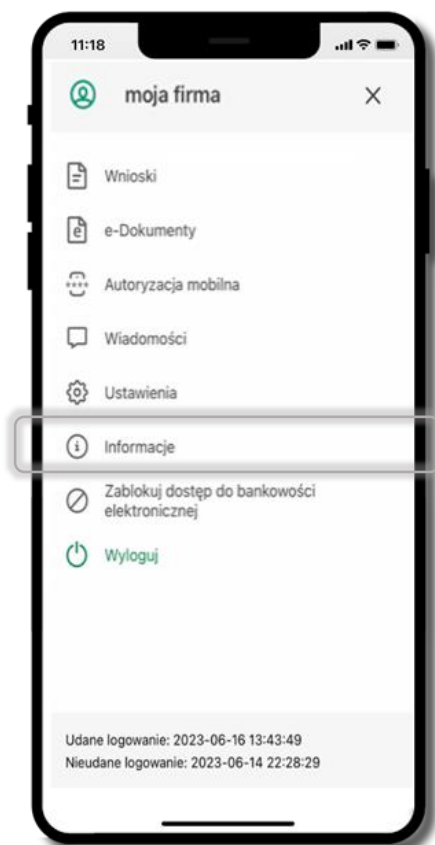 11:18
moja firma
Wnioski
e-Dokumenty
Autoryzacja mobilna
Wiadomości
Ustawienia
Informacje
Zablokuj dostęp do bankowości
elektronicznej
Wyloguj
Udane logowanie: 2023-06-16 13:43:49
Nieudane logowanie: 2023-06-14 22:28:29